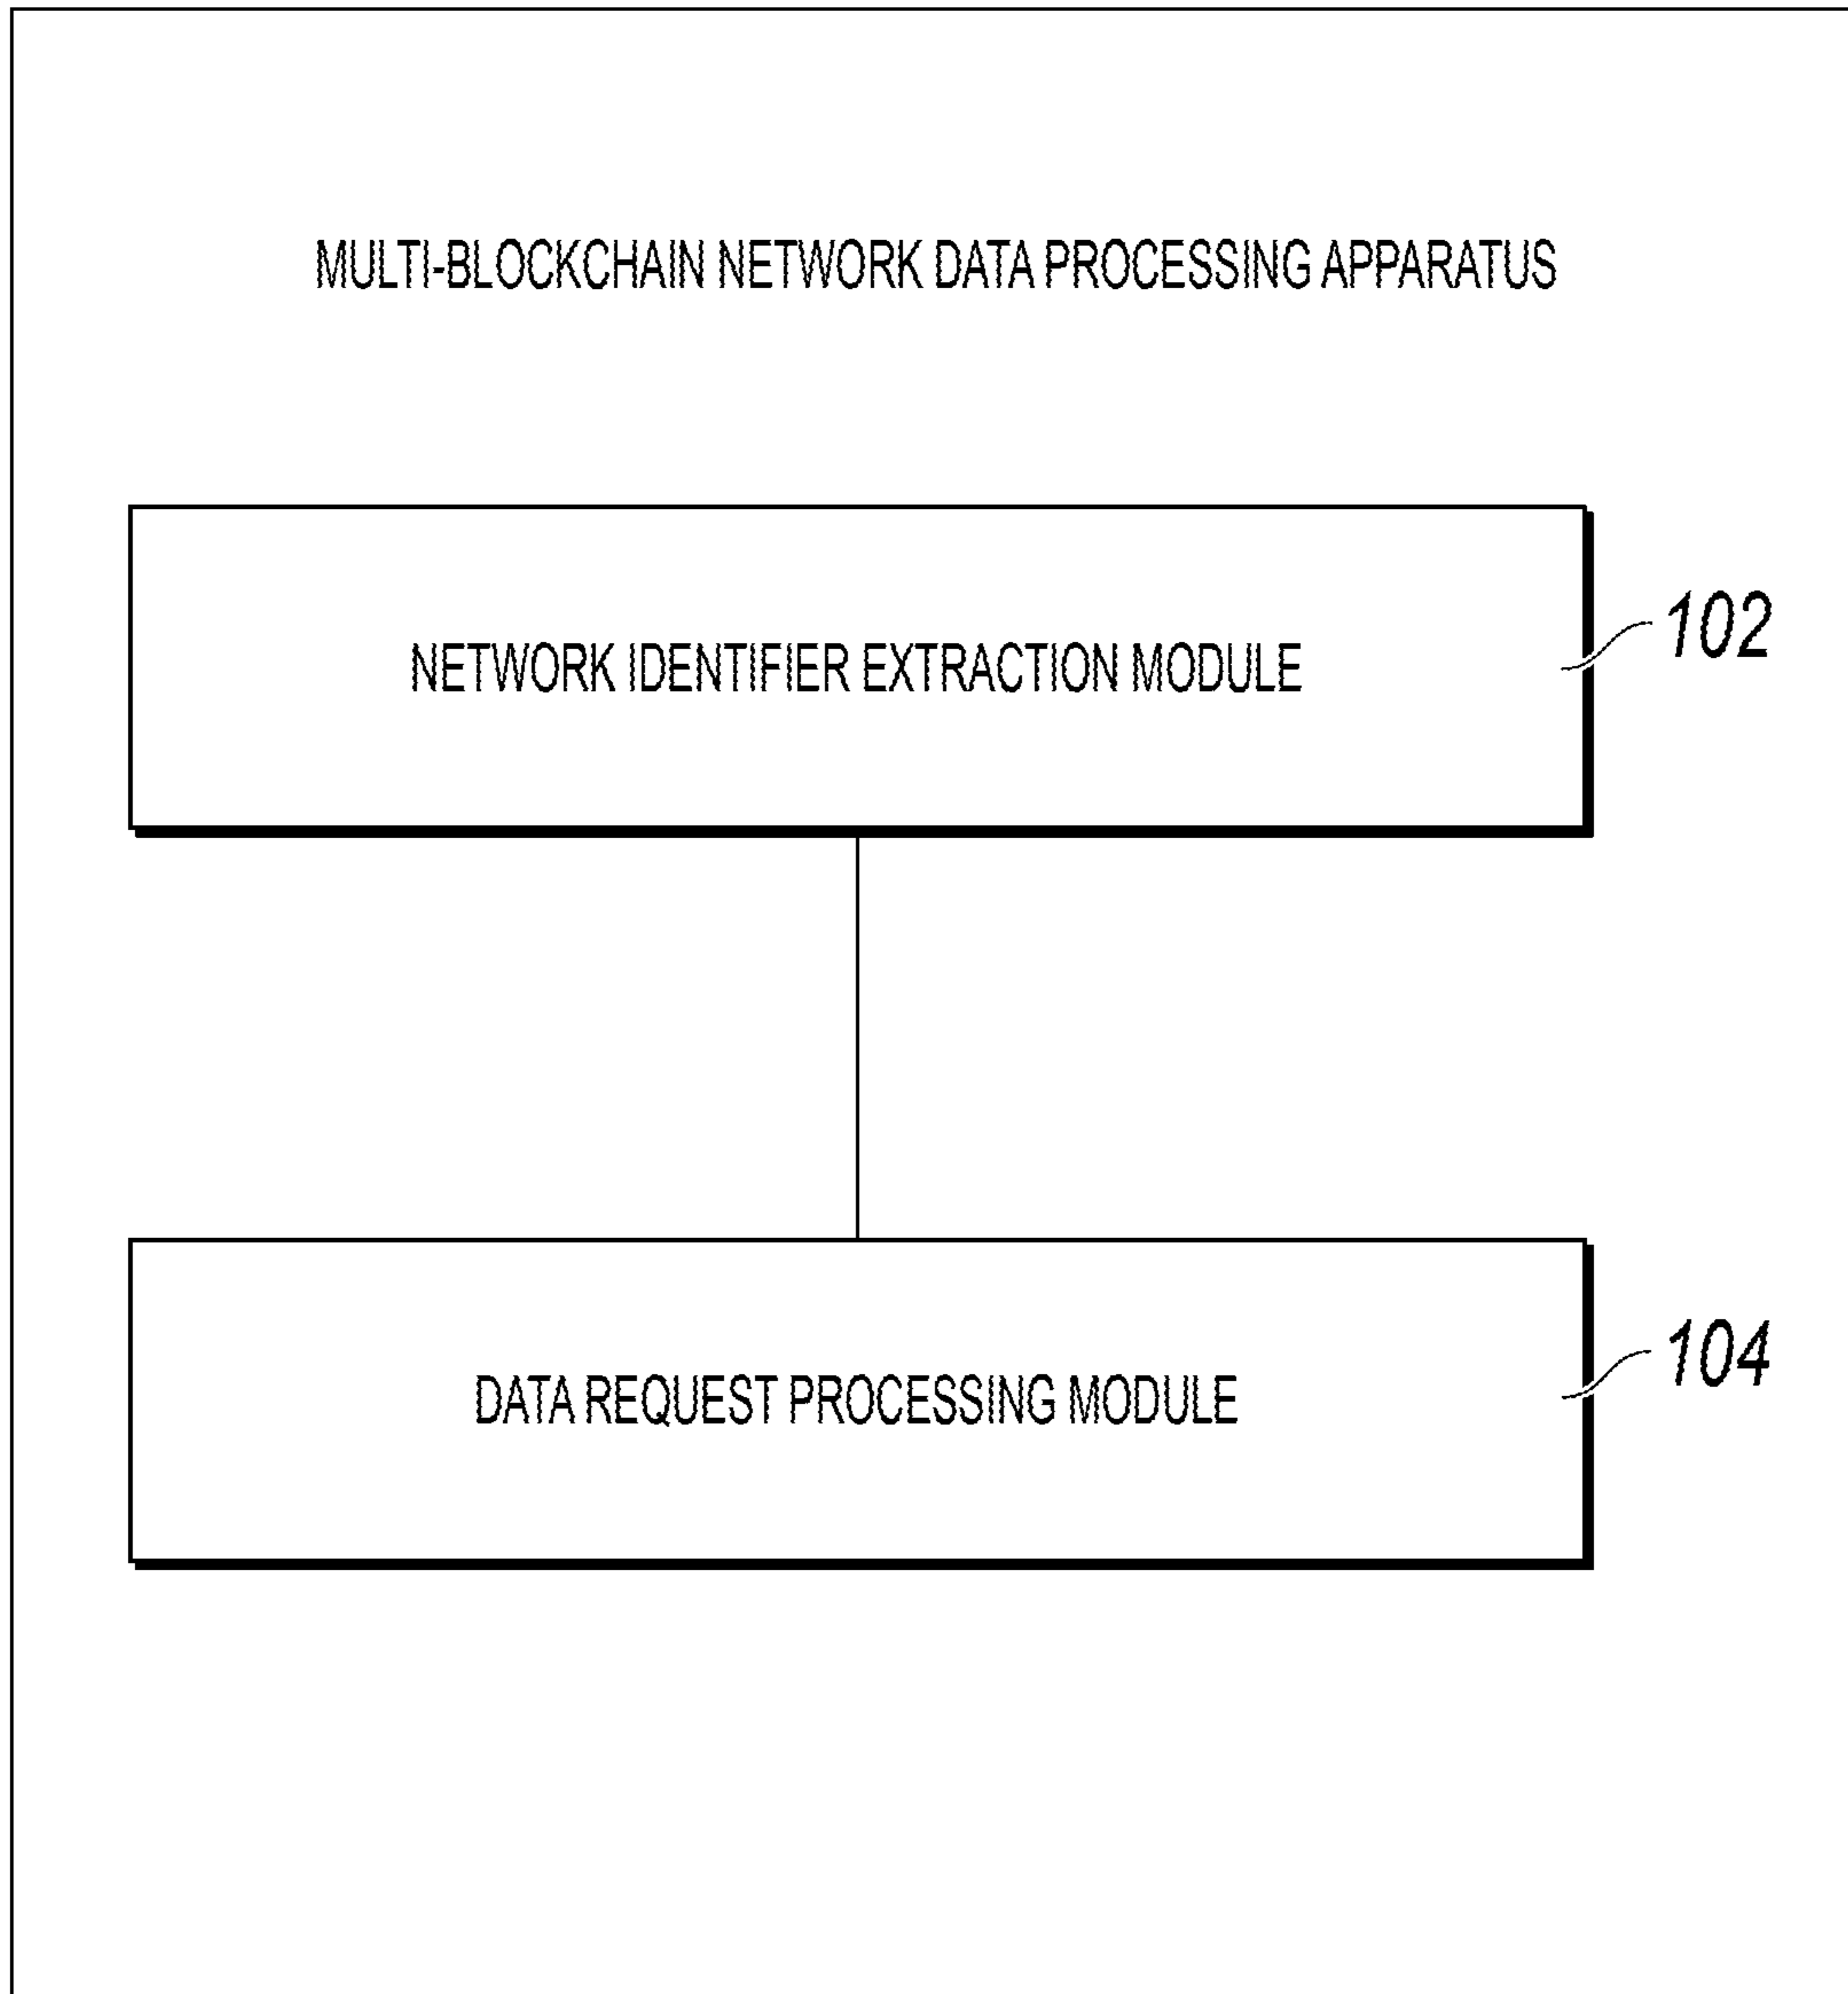 MULTI-BLOCKCHAIN NETWORK DATA PROCESSING APPARATUS
NETWORK IDENTIFIER EXTRACTION MODULE
102
DATA REQUEST PROCESSING MODULE
104